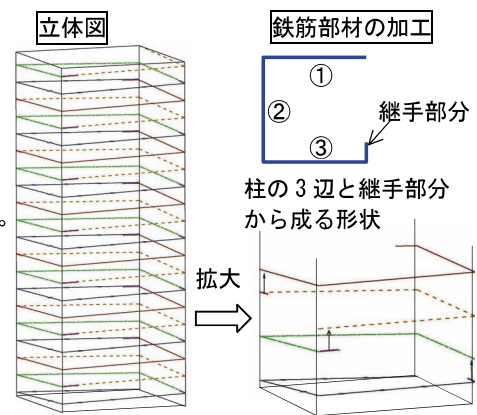 立体図
鉄筋部材の加工
①
②
③
継手部分
柱の3辺と継手部分
から成る形状
。
拡大